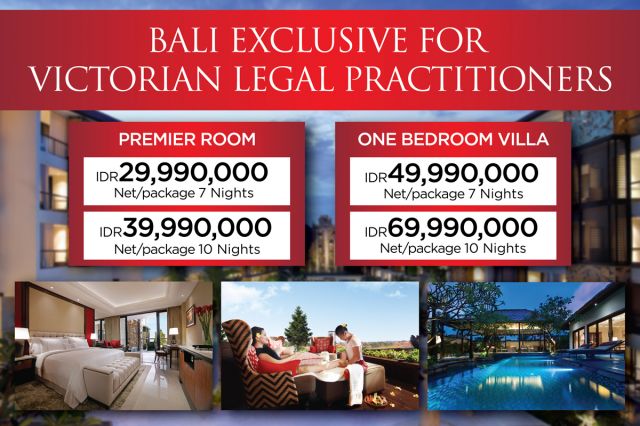 BALI EXCLUSIVE FOR
VICTORIAN LEGAL PRACTITIONERS
PREMIER ROOM
IDR29,990,000
Net/package 7 Nights
IDR39,990,000
Net/package 10 Nights
ONE BEDROOM VILLA
IDR49,990,000
Net/package 7 Nights
IDR69,990,000
Net/package 10 Nights